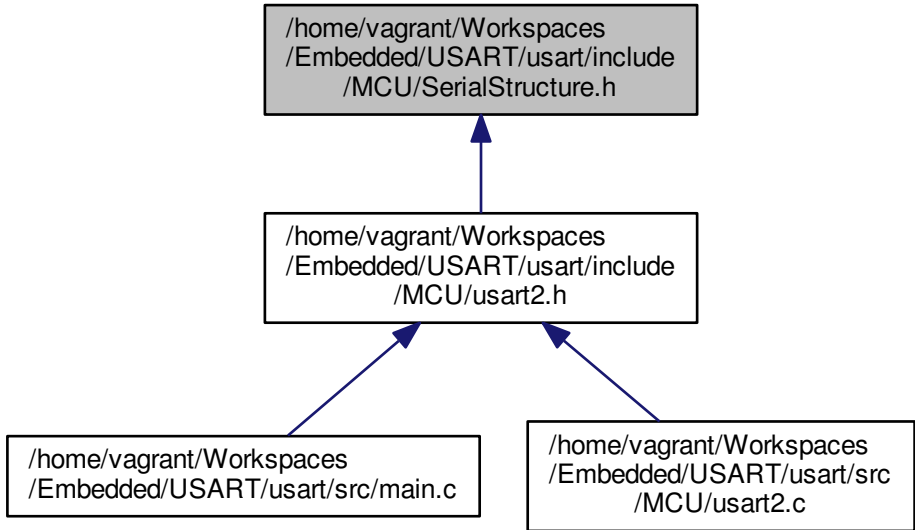 /home/vagrant/Workspaces
/Embedded/USART/usart/include
/MCU/SerialStructure.h
/home/vagrant/Workspaces
/Embedded/USART/usart/include
/MCU/usart2.h
/home/vagrant/Workspaces
/Embedded/USART/usart/src/main.c
/home/vagrant/Workspaces
/Embedded/USART/usart/src
/MCU/usart2.c